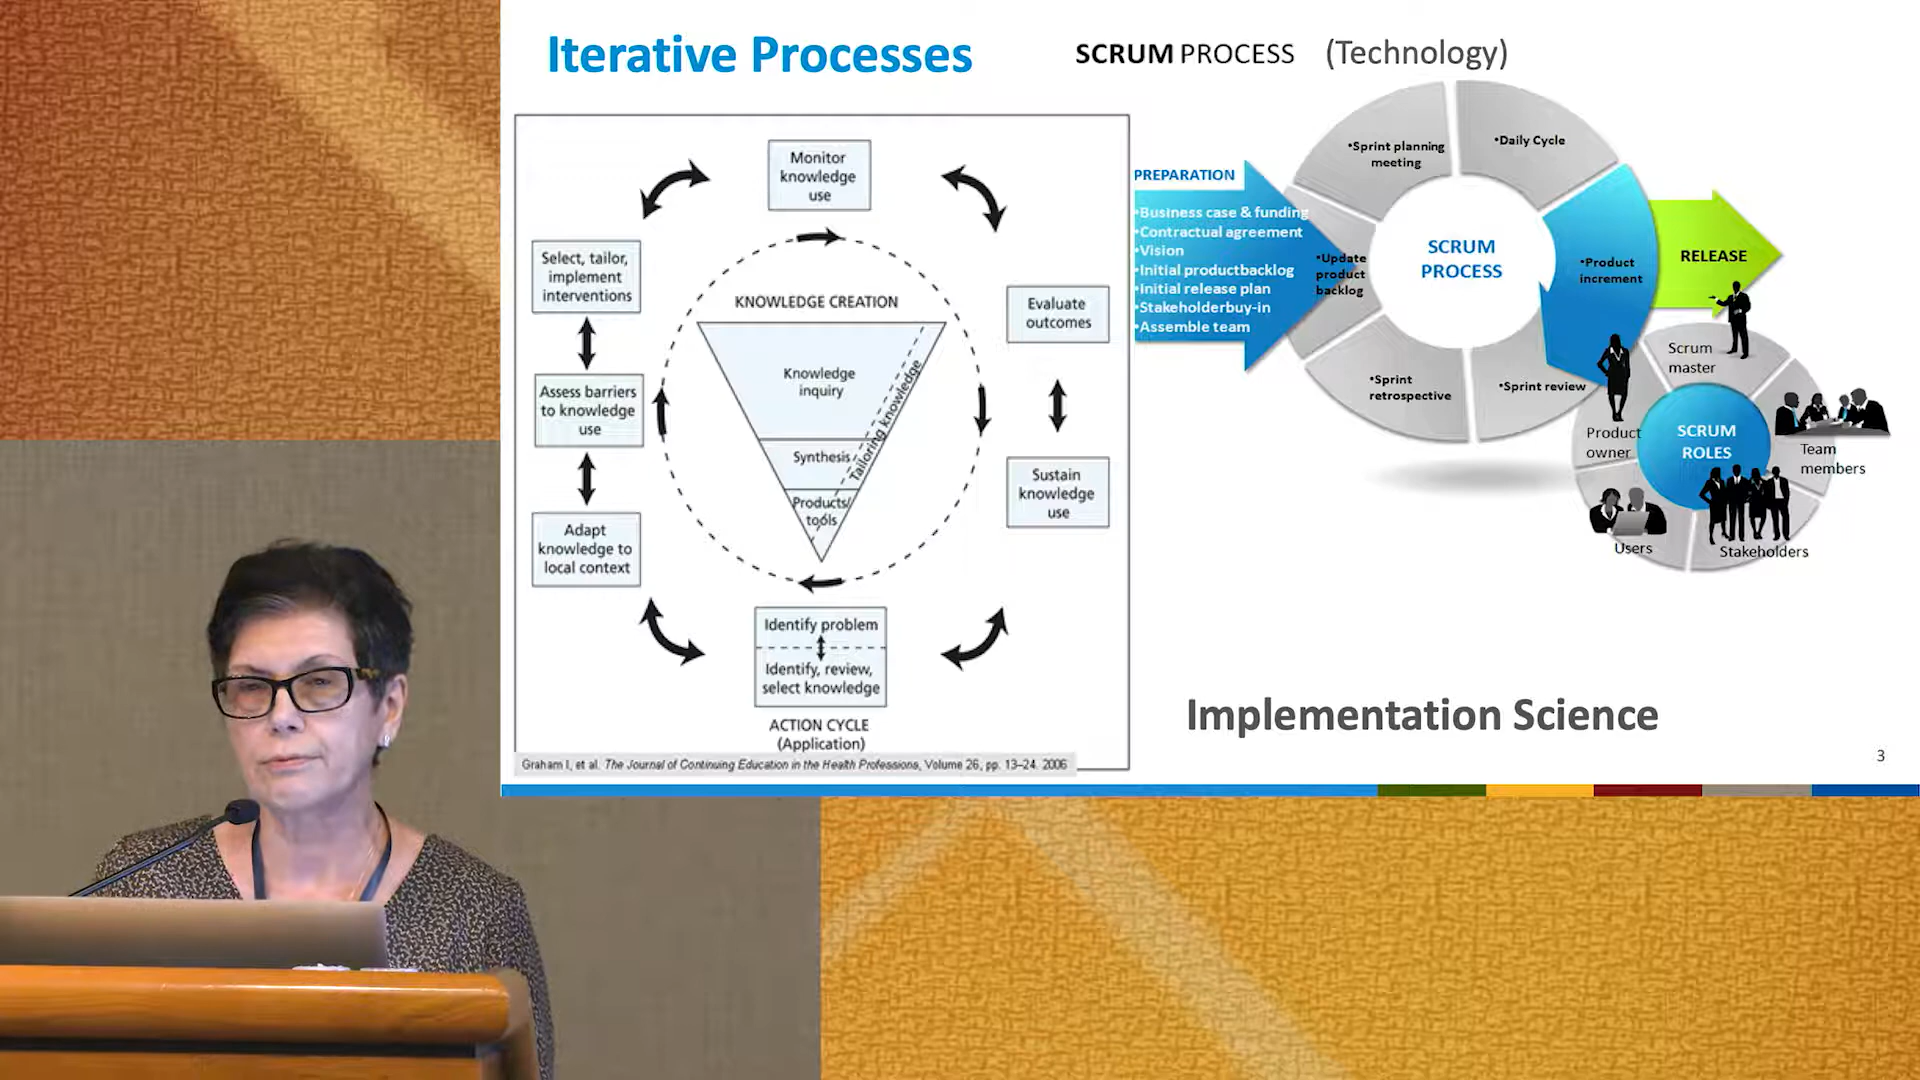 Iterative Processes
SCRUM PROCESS (Technology)
Monitor
knowledge
use
Select, tailor,
implement
interventions
Evaluate
outcomes
Assess barriers
to knowledge
use
Sustain
knowledge
use
Adapt
knowledge to
local context
KNOWLEDGE CREATION
Knowledge
inquiry
Synthesis
Products/
tools
Tailoring knowledge
Identify problem
Identify, review,
select knowledge
ACTION CYCLE
(Application)
Graham I, et al. The Journal of Continuing Education in the Health Professions, Volume 26, pp. 13–24. 2006
PREPARATION
•Business case & funding
•Contractual agreement
•Vision
•Initial productbacklog
•Initial release plan
•Stakeholderbuy-in
•Assemble team
•Sprint planning
meeting
•Daily Cycle
•Update
product
backlog
SCRUM
PROCESS
•Product
increment
•Sprint
retrospective
•Sprint review
RELEASE
Scrum
master
Product
owner
SCRUM
ROLES
Team
members
Users
Stakeholders
Implementation Science
3